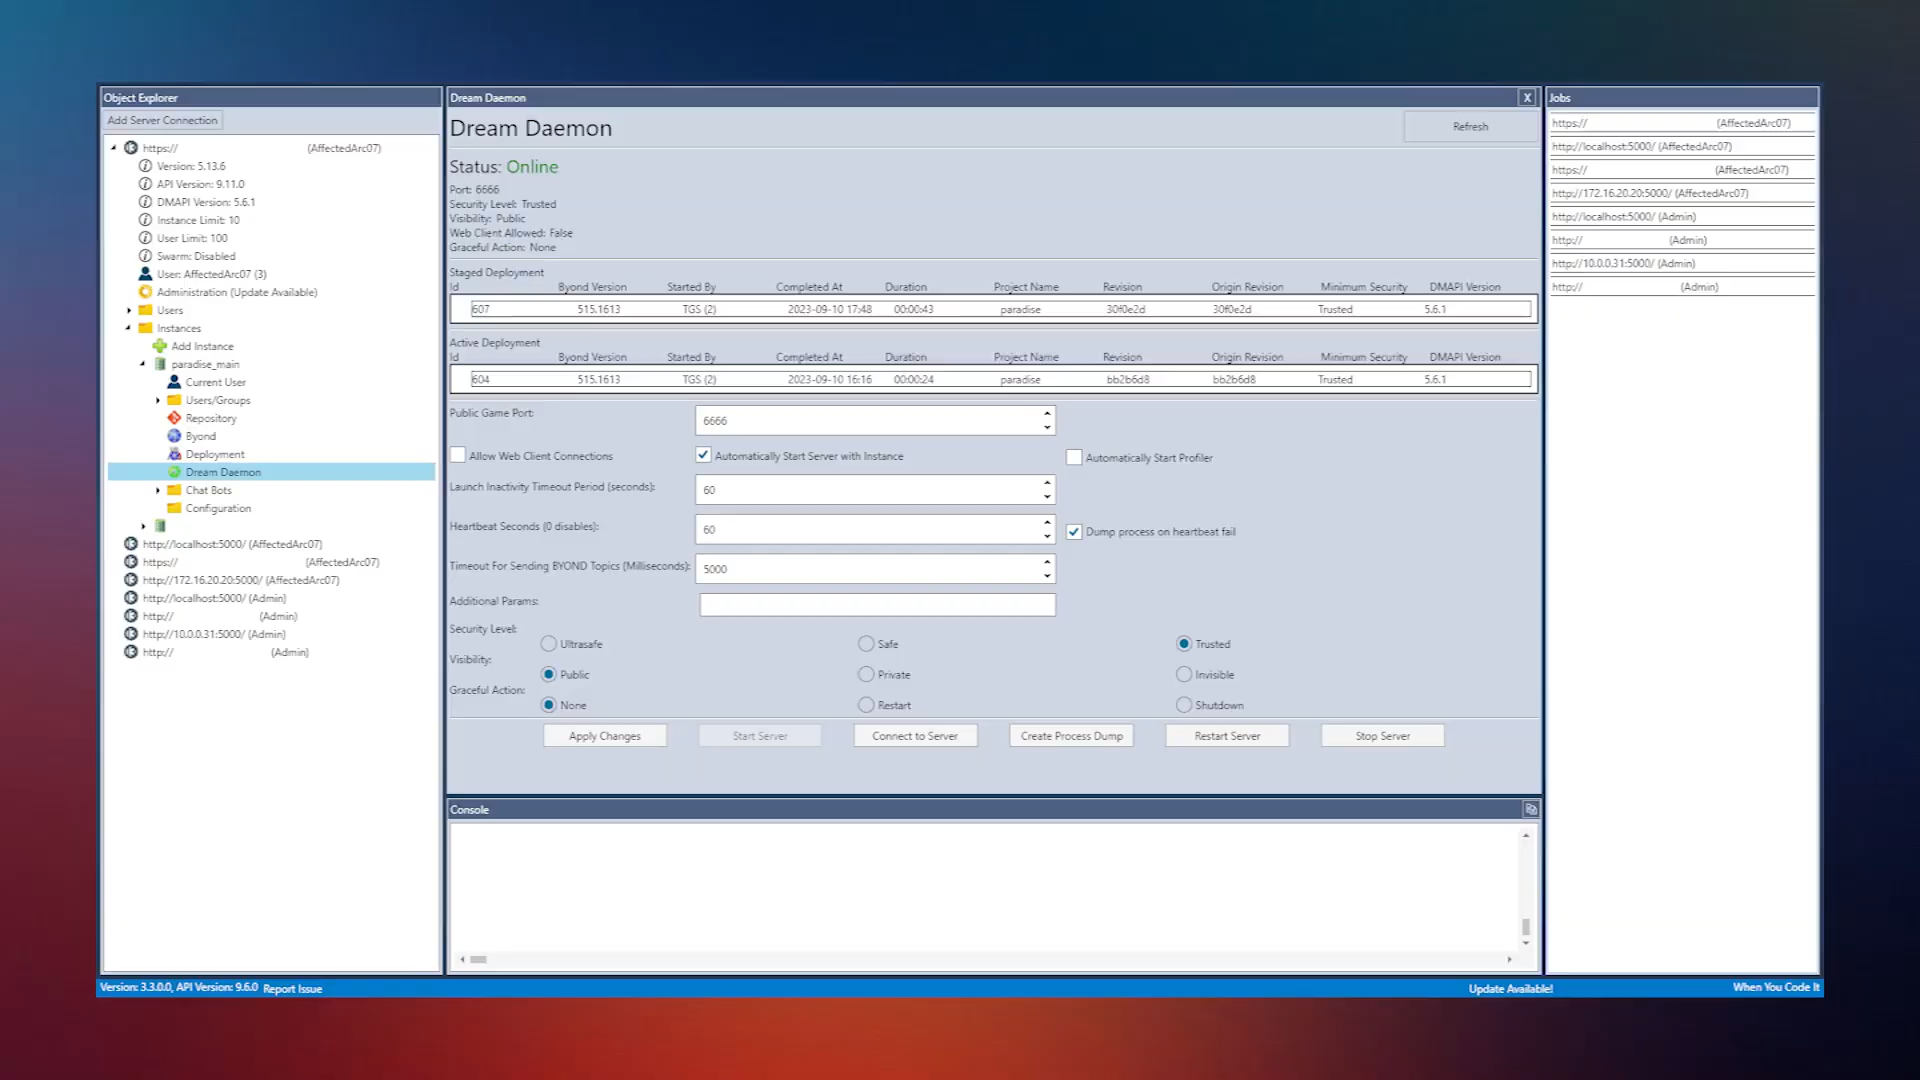 Object Explorer
Add Server Connection
https:// (AffectedArc07)
Version: 5.13.6
API Version: 9.11.0
DMAPI Version: 5.6.1
Instance Limit: 10
User Limit: 100
Swarm: Disabled
User: AffectedArc07 (3)
Administration (Update Available)
Users
Instances
Add Instance
paradise_main
Current User
Users/Groups
Repository
Byond
Deployment
Dream Daemon
Chat Bots
Configuration
http://localhost:5000/ (AffectedArc07)
https:// (AffectedArc07)
http://172.16.20.20:5000/ (AffectedArc07)
http://localhost:5000/ (Admin)
http:// (Admin)
http://10.0.0.31:5000/ (Admin)
http:// (Admin)
Dream Daemon X
Dream Daemon
Refresh
Status: Online
Port: 6666
Security Level: Trusted
Visibility: Public
Web Client Allowed: False
Graceful Action: None
Staged Deployment
Id Byond Version Started By Completed At Duration Project Name Revision Origin Revision Minimum Security DMAPI Version
607 515.1613 TGS (2) 2023-09-10 17:48 00:00:43 paradise 30f0e2d 30f0e2d Trusted 5.6.1
Active Deployment
Id Byond Version Started By Completed At Duration Project Name Revision Origin Revision Minimum Security DMAPI Version
604 515.1613 TGS (2) 2023-09-10 16:16 00:00:24 paradise bb2b6d8 bb2b6d8 Trusted 5.6.1
Public Game Port: 6666
Allow Web Client Connections Automatically Start Server with Instance Automatically Start Profiler
Launch Inactivity Timeout Period (seconds): 60
Heartbeat Seconds (0 disables): 60 Dump process on heartbeat fail
Timeout For Sending BYOND Topics (Milliseconds): 5000
Additional Params:
Security Level: Ultrasafe Safe Trusted
Visibility: Public Private Invisible
Graceful Action: None Restart Shutdown
Apply Changes Start Server Connect to Server Create Process Dump Restart Server Stop Server
Console
Jobs
https:// (AffectedArc07)
http://localhost:5000/ (AffectedArc07)
https:// (AffectedArc07)
http://172.16.20.20:5000/ (AffectedArc07)
http://localhost:5000/ (Admin)
http:// (Admin)
http://10.0.0.31:5000/ (Admin)
http:// (Admin)
Version: 3.3.0.0, API Version: 9.6.0 Report Issue Update Available! When You Code It